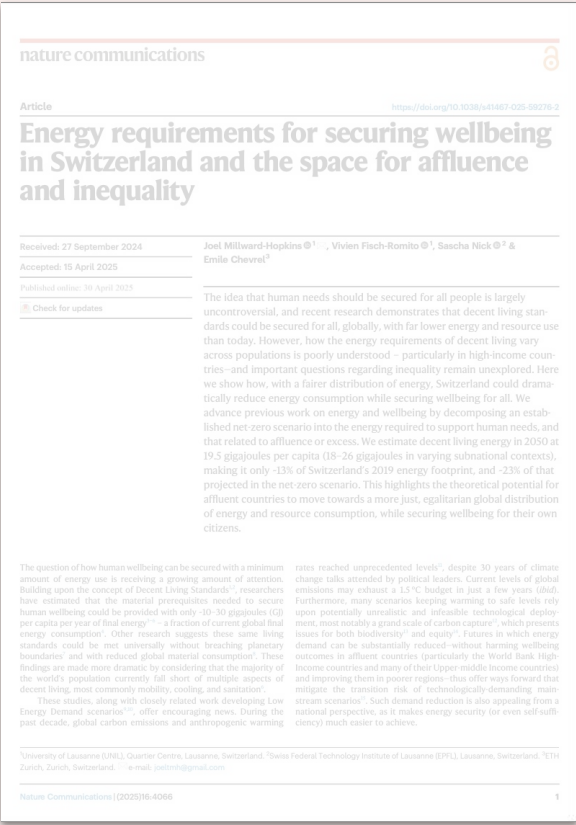 nature communications
Article
https://doi.org/10.1038/s41467-025-59276-2
Energy requirements for securing wellbeing
in Switzerland and the space for affluence
and inequality
Received: 27 September 2024
Accepted: 15 April 2025
Published online: 30 April 2025
Check for updates
Joel Millward-Hopkins 1 , Vivien Fisch-Romito 1, Sascha Nick 2 &
Emile Chevrel3
The idea that human needs should be secured for all people is largely
uncontroversial, and recent research demonstrates that decent living stan-
dards could be secured for all, globally, with far lower energy and resource use
than today. However, how the energy requirements of decent living vary
across populations is poorly understood – particularly in high-income coun-
tries—and important questions regarding inequality remain unexplored. Here
we show how, with a fairer distribution of energy, Switzerland could drama-
tically reduce energy consumption while securing wellbeing for all. We
advance previous work on energy and wellbeing by decomposing an estab-
lished net-zero scenario into the energy required to support human needs, and
that related to affluence or excess. We estimate decent living energy in 2050 at
19.5 gigajoules per capita (18–26 gigajoules in varying subnational contexts),
making it only ~13% of Switzerland's 2019 energy footprint, and ~23% of that
projected in the net-zero scenario. This highlights the theoretical potential for
affluent countries to move towards a more just, egalitarian global distribution
of energy and resource consumption, while securing wellbeing for their own
citizens.
The question of how human wellbeing can be secured with a minimum
amount of energy use is receiving a growing amount of attention.
Building upon the concept of Decent Living Standards, researchers
have estimated that the material prerequisites needed to secure
human wellbeing could be provided with only ~10–30 gigajoules (GJ)
per capita per year of final energy – a fraction of current global final
energy consumption. Other research suggests these same living
standards could be met universally without breaching planetary
boundaries and with reduced global material consumption. These
findings are made more dramatic by considering that the majority of
the world's population currently fall short of multiple aspects of
decent living, most commonly mobility, cooling, and sanitation.
These studies, along with closely related work developing Low
Energy Demand scenarios, offer encouraging news. During the
past decade, global carbon emissions and anthropogenic warming
rates reached unprecedented levels, despite 30 years of climate
change talks attended by political leaders. Current levels of global
emissions may exhaust a 1.5 °C budget in just a few years (ibid).
Furthermore, many scenarios keeping warming to safe levels rely
upon potentially unrealistic and infeasible technological deploy-
ment, most notably a grand scale of carbon capture, which presents
issues for both biodiversity and equity. Futures in which energy
demand can be substantially reduced—without harming wellbeing
outcomes in affluent countries (particularly the World Bank High-
Income countries and many of their Upper-middle Income countries)
and improving them in poorer regions—thus offer ways forward that
mitigate the transition risk of technologically-demanding main-
stream scenarios. Such demand reduction is also appealing from a
national perspective, as it makes energy security (or even self-suffi-
ciency) much easier to achieve.
1University of Lausanne (UNIL), Quartier Centre, Lausanne, Switzerland. 2Swiss Federal Technology Institute of Lausanne (EPFL), Lausanne, Switzerland. 3ETH
Zurich, Zurich, Switzerland. e-mail: joeltmh@gmail.com
Nature Communications | (2025)16:4066
1